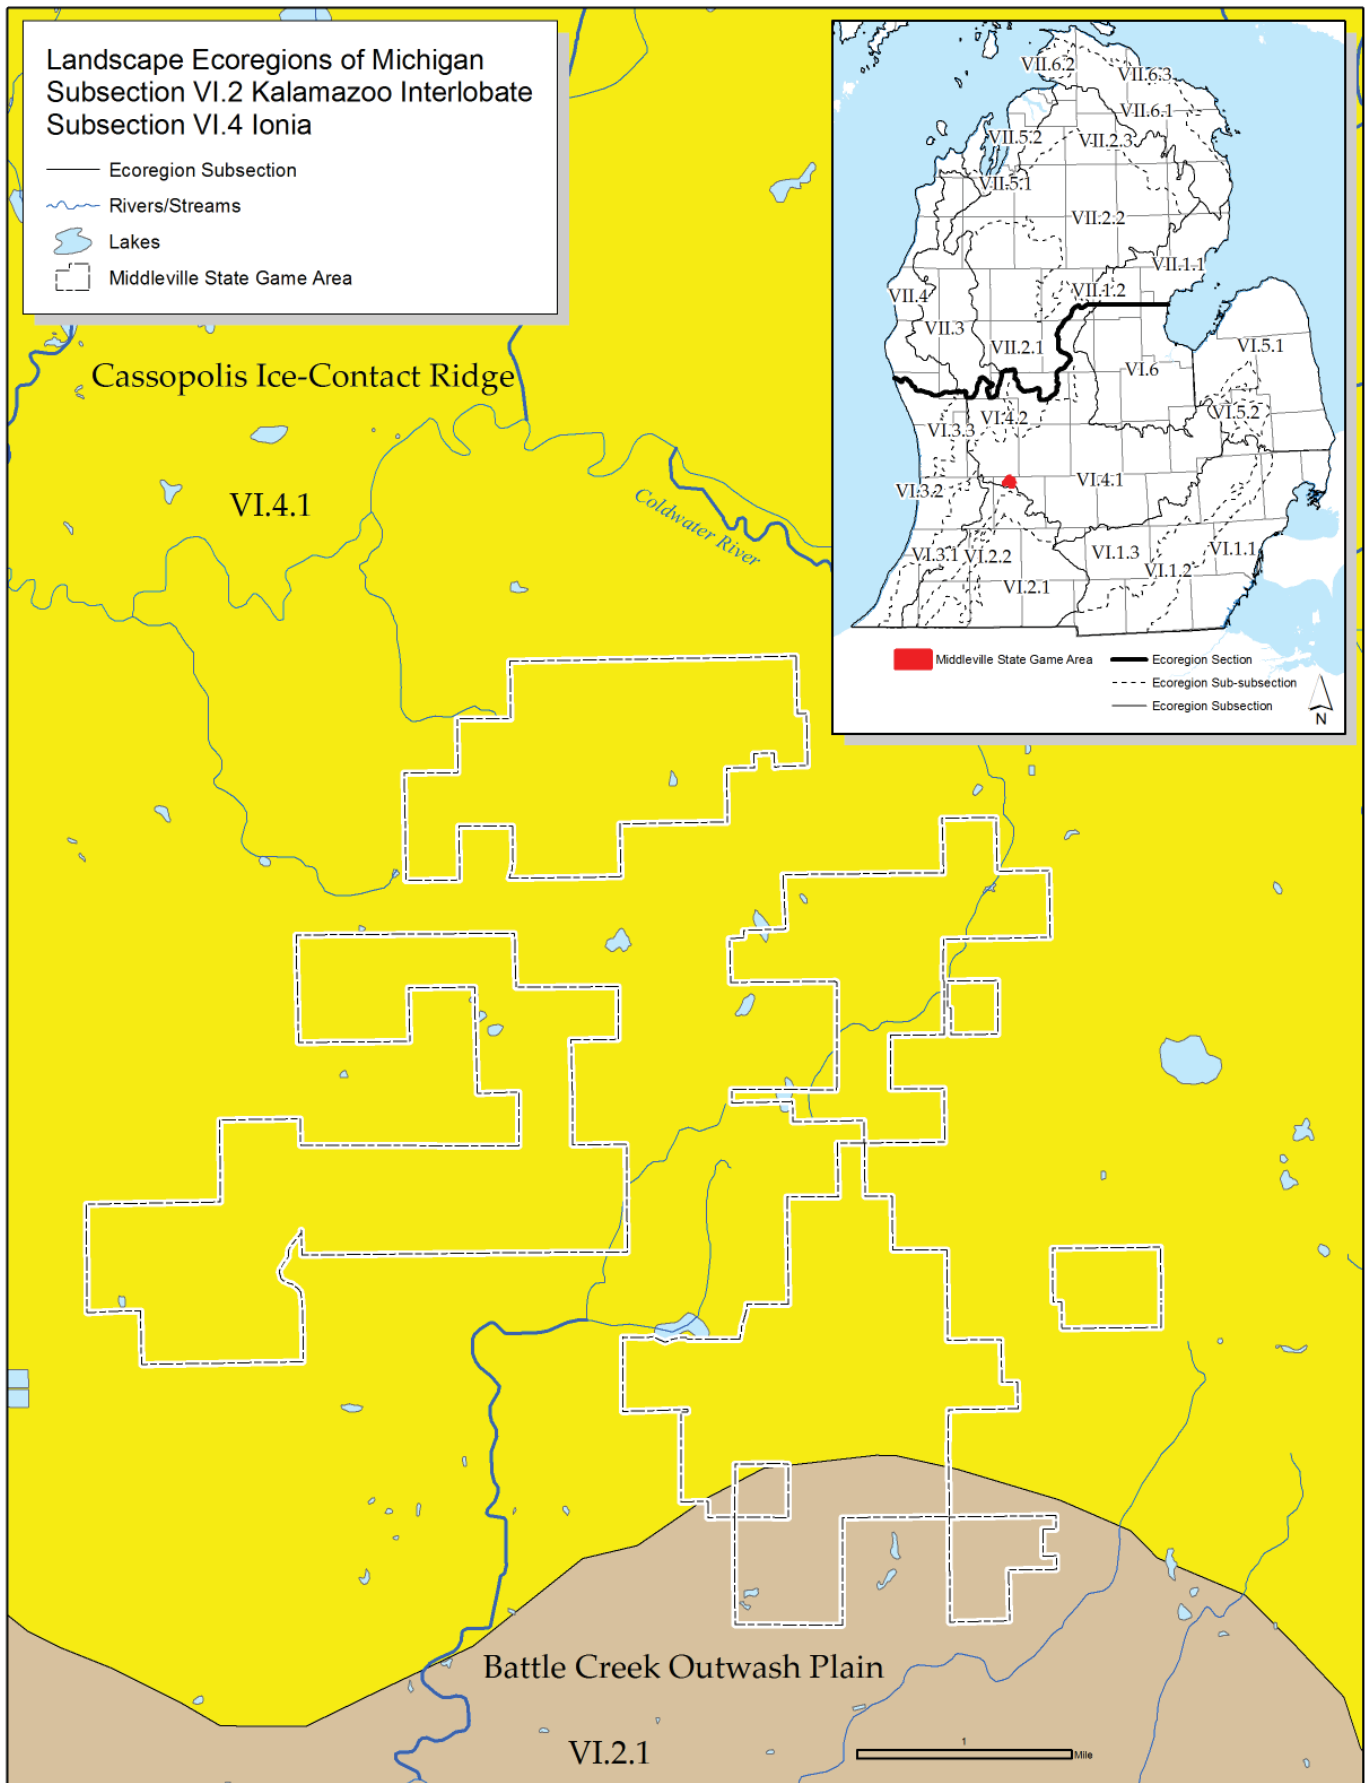 Landscape Ecoregions of Michigan
Subsection VI.2 Kalamazoo Interlobate
Subsection VI.4 Ionia
Ecoregion Subsection
Rivers/Streams
Lakes
Middleville State Game Area
VII.6.2
VII.6.3
VII.6.1
VII.5.2
VII.2.3
VII.5.1
VII.2.2
VII.1.1
VII.4
VII.1.2
VII.3
VII.2.1
VI.5.1
VI.6
VI.4.2
VI.5.2
VI.3.3
VI.4.1
VI.3.2
VI.3.1
VI.2.2
VI.1.3
VI.1.1
VI.1.2
VI.2.1
Middleville State Game Area
Ecoregion Section
Ecoregion Sub-subsection
Ecoregion Subsection
N
Cassopolis Ice-Contact Ridge
VI.4.1
Coldwater River
Battle Creek Outwash Plain
VI.2.1
1
Mile